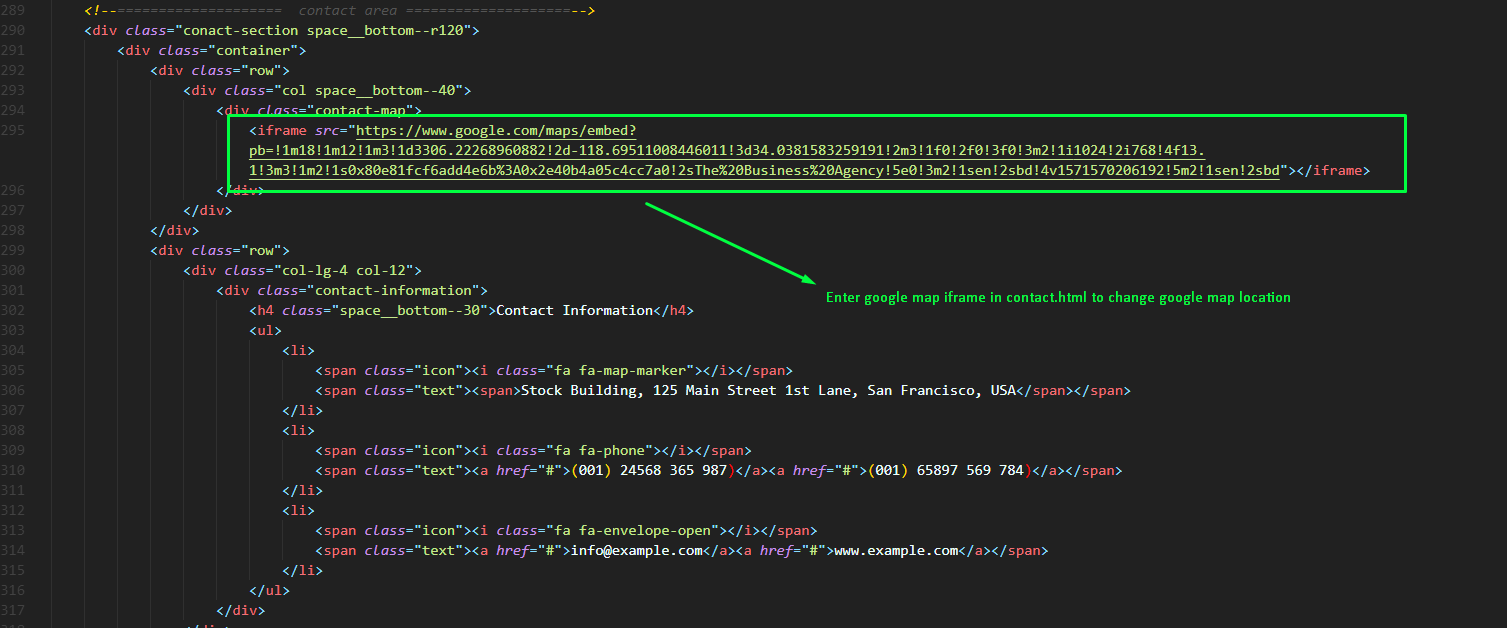 289 <!--==================== contact area ====================-->
290 <div class="conact-section space__bottom--r120">
291 <div class="container">
292 <div class="row">
293 <div class="col space__bottom--40">
294 <div class="contact-map">
295 <iframe src="https://www.google.com/maps/embed?
pb=!1m18!1m12!1m3!1d3306.22268960882!2d-118.69511008446011!3d34.0381583259191!2m3!1f0!2f0!3f0!3m2!1i1024!2i768!4f13.
1!3m3!1m2!1s0x80e81fcf6add4e6b%3A0x2e40b4a05c4cc7a0!2sThe%20Business%20Agency!5e0!3m2!1sen!2sbd!4v1571570206192!5m2!1sen!2sbd"></iframe>
296 </div>
297 </div>
298 </div>
Enter google map iframe in contact.html to change google map location
299 <div class="row">
300 <div class="col-lg-4 col-12">
301 <div class="contact-information">
302 <h4 class="space__bottom--30">Contact Information</h4>
303 <ul>
304 <li>
305 <span class="icon"><i class="fa fa-map-marker"></i></span>
306 <span class="text"><span>Stock Building, 125 Main Street 1st Lane, San Francisco, USA</span></span>
307 </li>
308 <li>
309 <span class="icon"><i class="fa fa-phone"></i></span>
310 <span class="text"><a href="#">(001) 24568 365 987)</a><a href="#">(001) 65897 569 784)</a></span>
311 </li>
312 <li>
313 <span class="icon"><i class="fa fa-envelope-open"></i></span>
314 <span class="text"><a href="#">info@example.com</a><a href="#">www.example.com</a></span>
315 </li>
316 </ul>
317 </div>